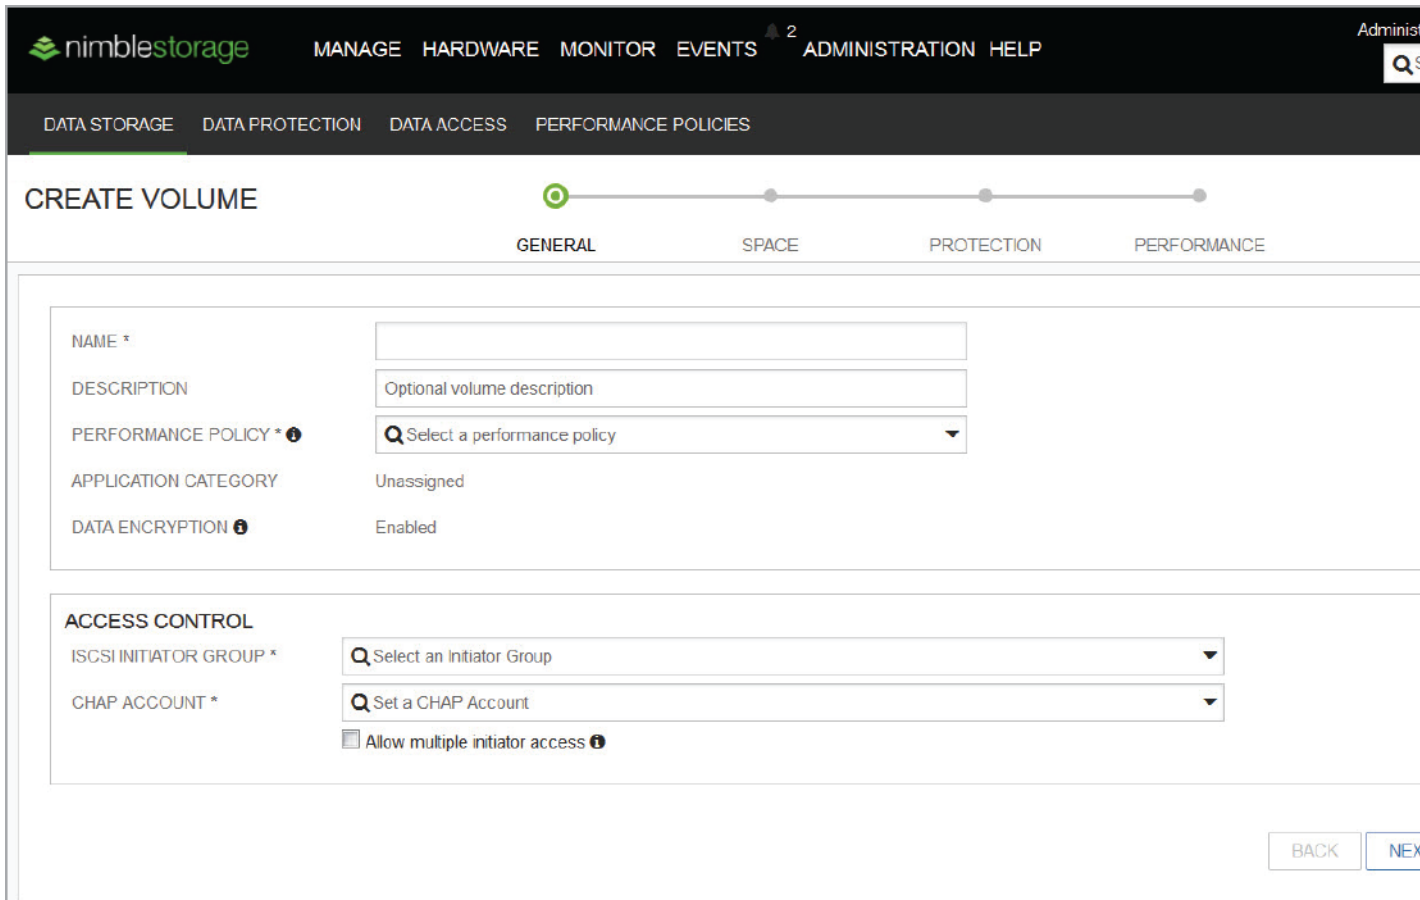 nimblestorage MANAGE HARDWARE MONITOR EVENTS 2 ADMINISTRATION HELP
DATA STORAGE DATA PROTECTION DATA ACCESS PERFORMANCE POLICIES
CREATE VOLUME
GENERAL SPACE PROTECTION PERFORMANCE
NAME *
DESCRIPTION Optional volume description
PERFORMANCE POLICY * Select a performance policy
APPLICATION CATEGORY Unassigned
DATA ENCRYPTION Enabled
ACCESS CONTROL
ISCSI INITIATOR GROUP * Select an Initiator Group
CHAP ACCOUNT * Set a CHAP Account
Allow multiple initiator access
BACK